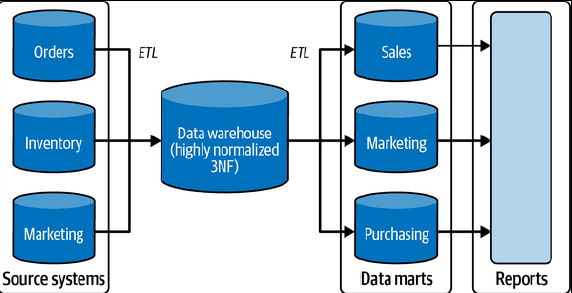 Orders
ETL
ETL
Sales
Inventory
Data warehouse
(highly normalized
3NF)
Marketing
Marketing
Purchasing
Source systems
Data marts
Reports